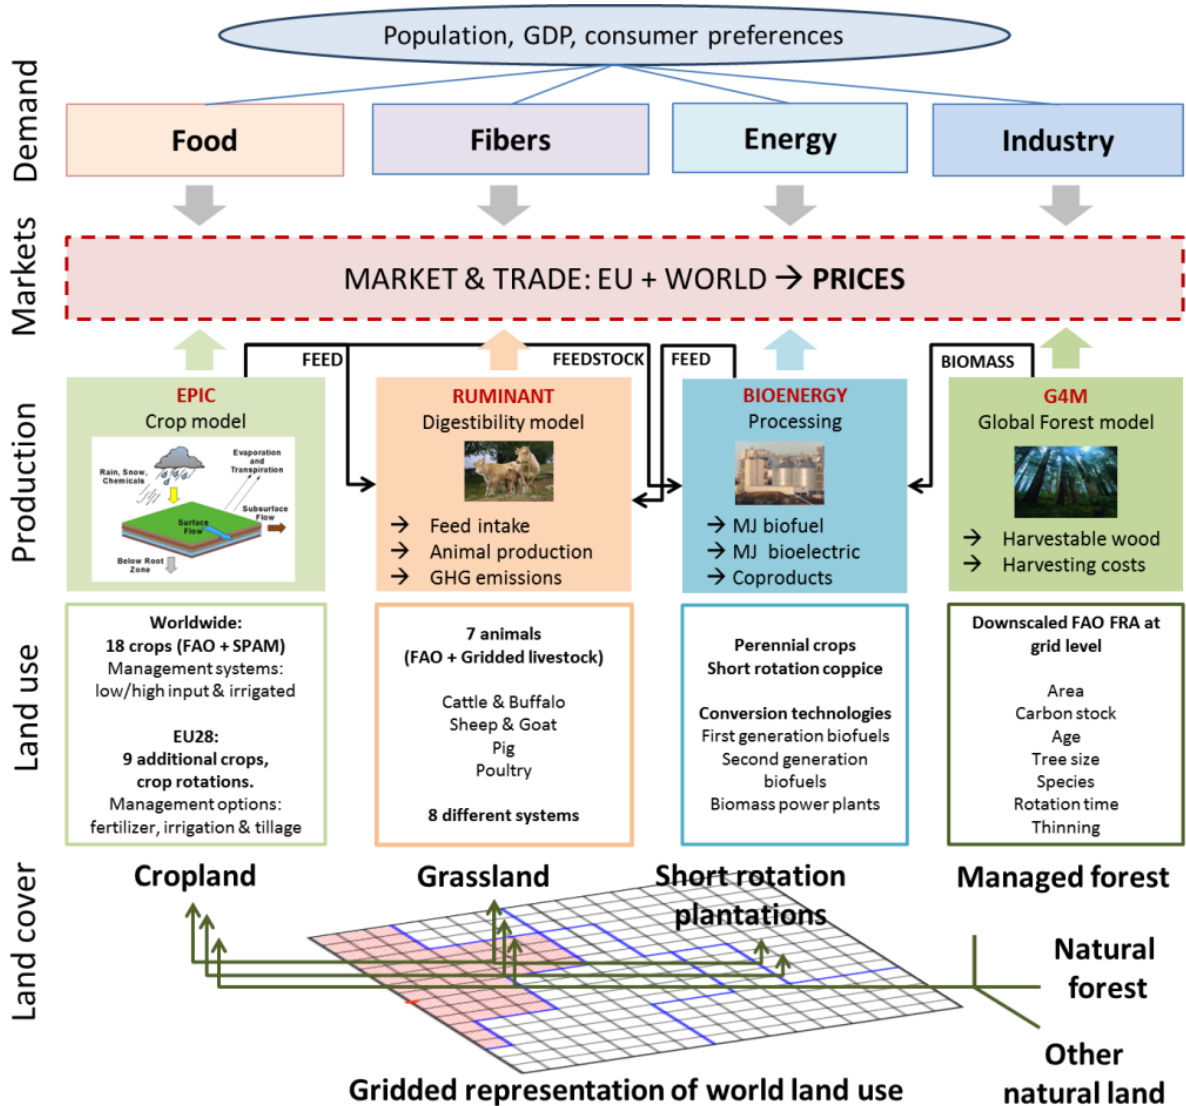 Population, GDP, consumer preferences
Demand
Food
Fibers
Energy
Industry
Markets
MARKET & TRADE: EU + WORLD → PRICES
FEED
FEEDSTOCK
FEED
BIOMASS
Production
EPIC
Crop model
Rain, Snow,
Chemicals
Evaporation
and
Transpiration
Subsurface
Flow
Surface
Flow
Below Root
Zone
RUMINANT
Digestibility model
→ Feed intake
→ Animal production
→ GHG emissions
BIOENERGY
Processing
→ MJ biofuel
→ MJ bioelectric
→ Coproducts
G4M
Global Forest model
→ Harvestable wood
→ Harvesting costs
Land use
Worldwide:
18 crops (FAO + SPAM)
Management systems:
low/high input & irrigated
EU28:
9 additional crops,
crop rotations.
Management options:
fertilizer, irrigation & tillage
7 animals
(FAO + Gridded livestock)
Cattle & Buffalo
Sheep & Goat
Pig
Poultry
8 different systems
Perennial crops
Short rotation coppice
Conversion technologies
First generation biofuels
Second generation
biofuels
Biomass power plants
Downscaled FAO FRA at
grid level
Area
Carbon stock
Age
Tree size
Species
Rotation time
Thinning
Land cover
Cropland
Grassland
Short rotation
plantations
Managed forest
Natural
forest
Other
natural land
Gridded representation of world land use